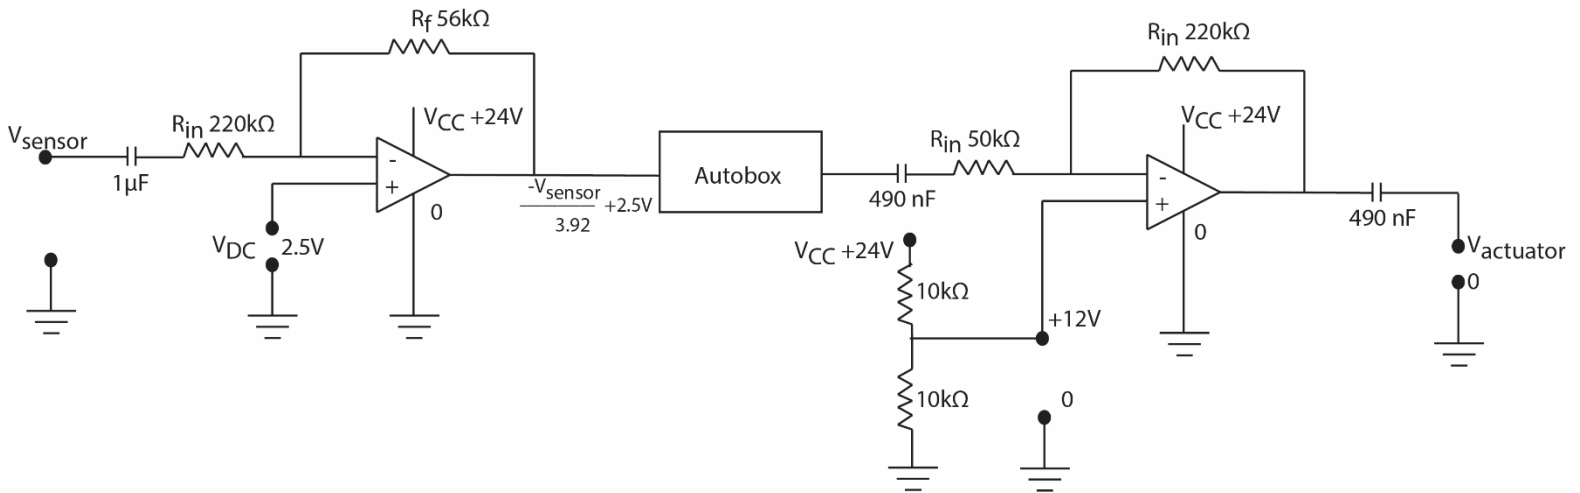 Rf 56kΩ
Vsensor
Rin 220kΩ
1µF
VCC +24V
-
+
0
VDC 2.5V
-Vsensor
3.92
+2.5V
Autobox
490 nF
Rin 50kΩ
Rin 220kΩ
VCC +24V
-
+
0
490 nF
Vactuator
0
VCC +24V
10kΩ
+12V
10kΩ
0